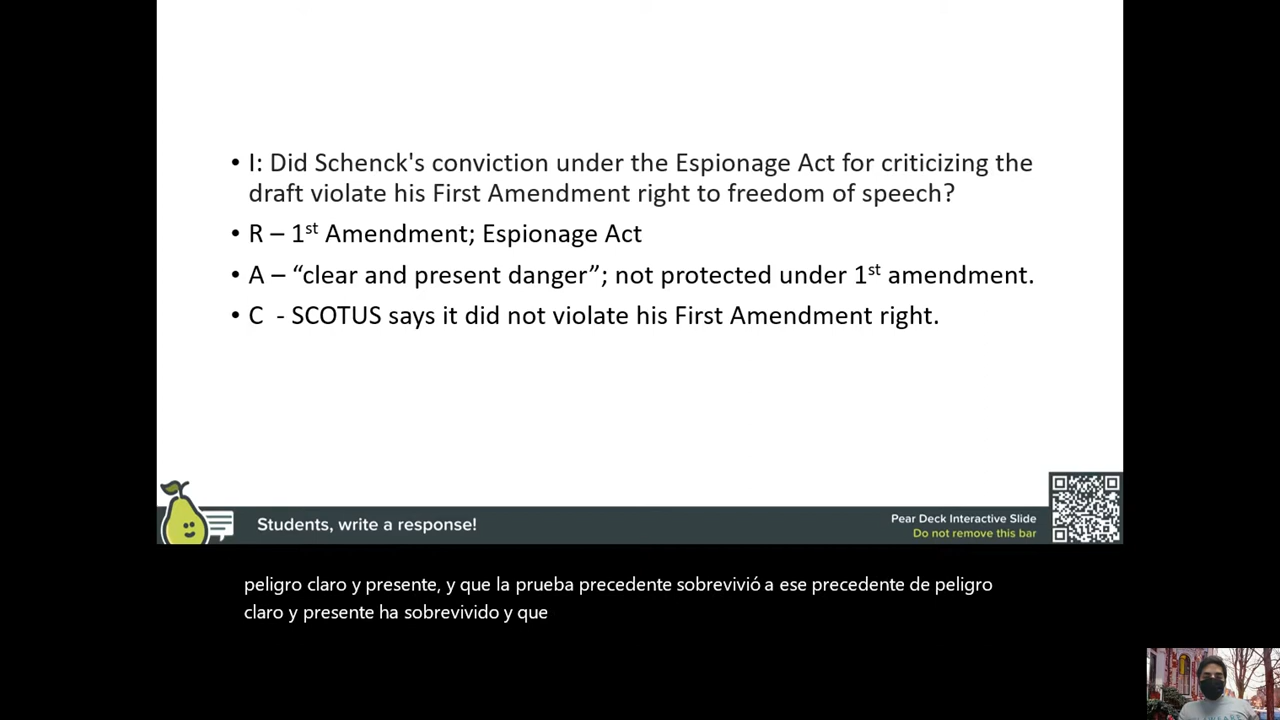 • I: Did Schenck's conviction under the Espionage Act for criticizing the
draft violate his First Amendment right to freedom of speech?
• R – 1st Amendment; Espionage Act
• A – “clear and present danger”; not protected under 1st amendment.
• C - SCOTUS says it did not violate his First Amendment right.
Students, write a response!
Pear Deck Interactive Slide
Do not remove this bar
peligro claro y presente, y que la prueba precedente sobrevivió a ese precedente de peligro
claro y presente ha sobrevivido y que